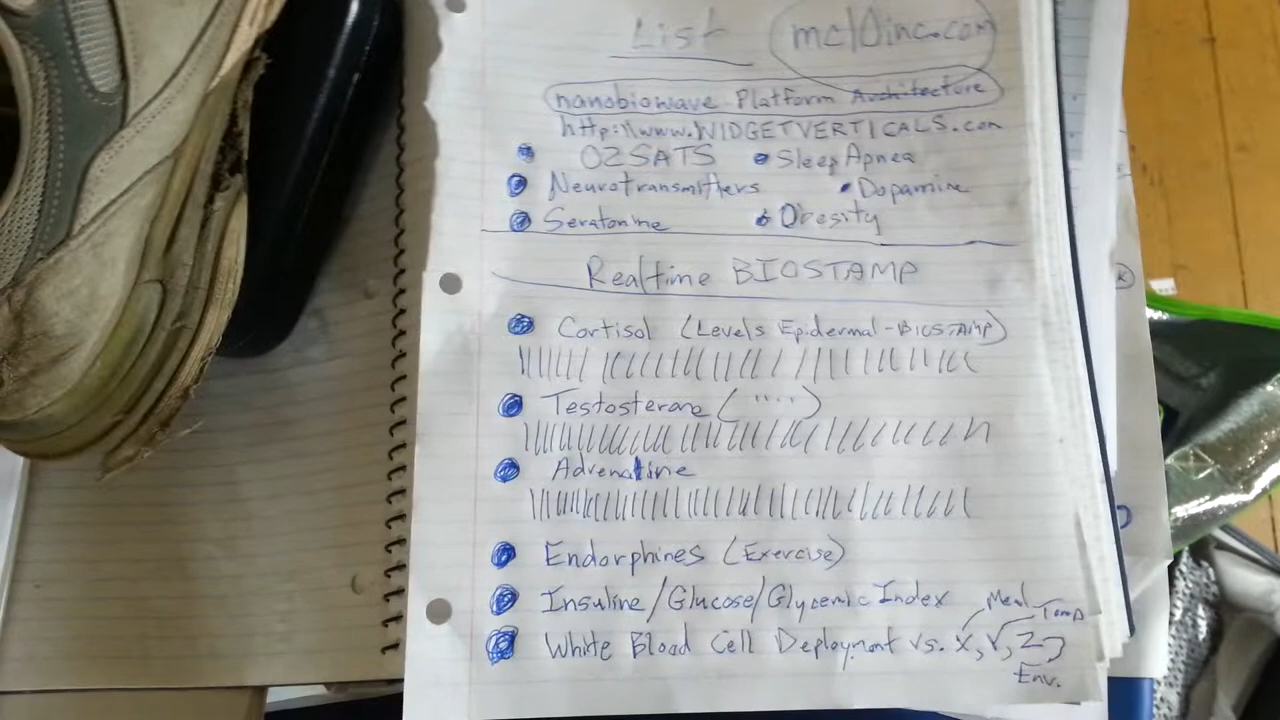 List mc10inc.com
nanobiowave Platform Architecture
http://www.WIDGETVERTICALS.com
O2SATS • Sleep Apnea
• Neurotransmitters • Dopamine
• Seratonine • Obesity
Realtime BIOSTAMP
• Cortisol (Levels Epidermal-BIOSTAMP)
• Testosterone (" " " ")
• Adrenaline
• Endorphines (Exercise)
• Insuline/Glucose/Glycemic Index
Meal Temp
• White Blood Cell Deployment vs. X, Y, Z
Env.